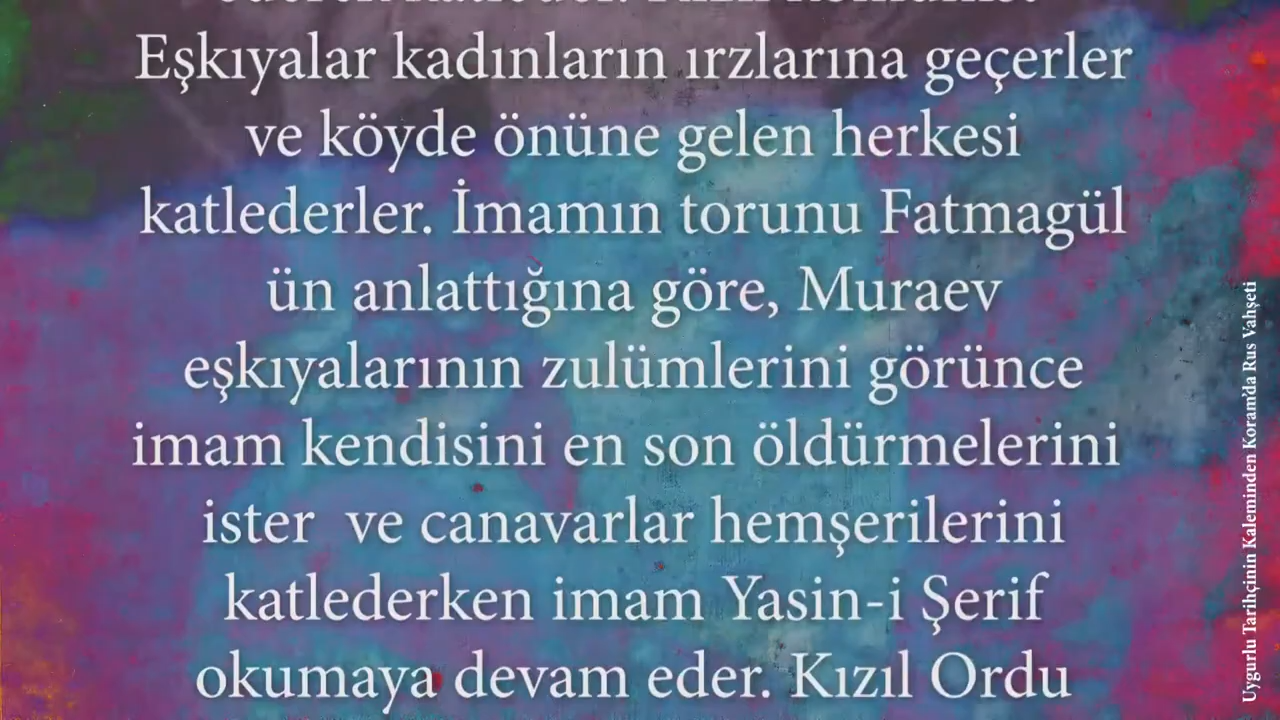 Eşkıyalar kadınların ırzlarına geçerler
ve köyde önüne gelen herkesi
katlederler. İmamın torunu Fatmagül
ün anlattığına göre, Muraev
eşkıyalarının zulümlerini görünce
imam kendisini en son öldürmelerini
ister ve canavarlar hemşerilerini
katlederken imam Yasin-i Şerif
okumaya devam eder. Kızıl Ordu
Uygurlu Tarihçinin Kaleminden Koram'da Rus Vahşeti